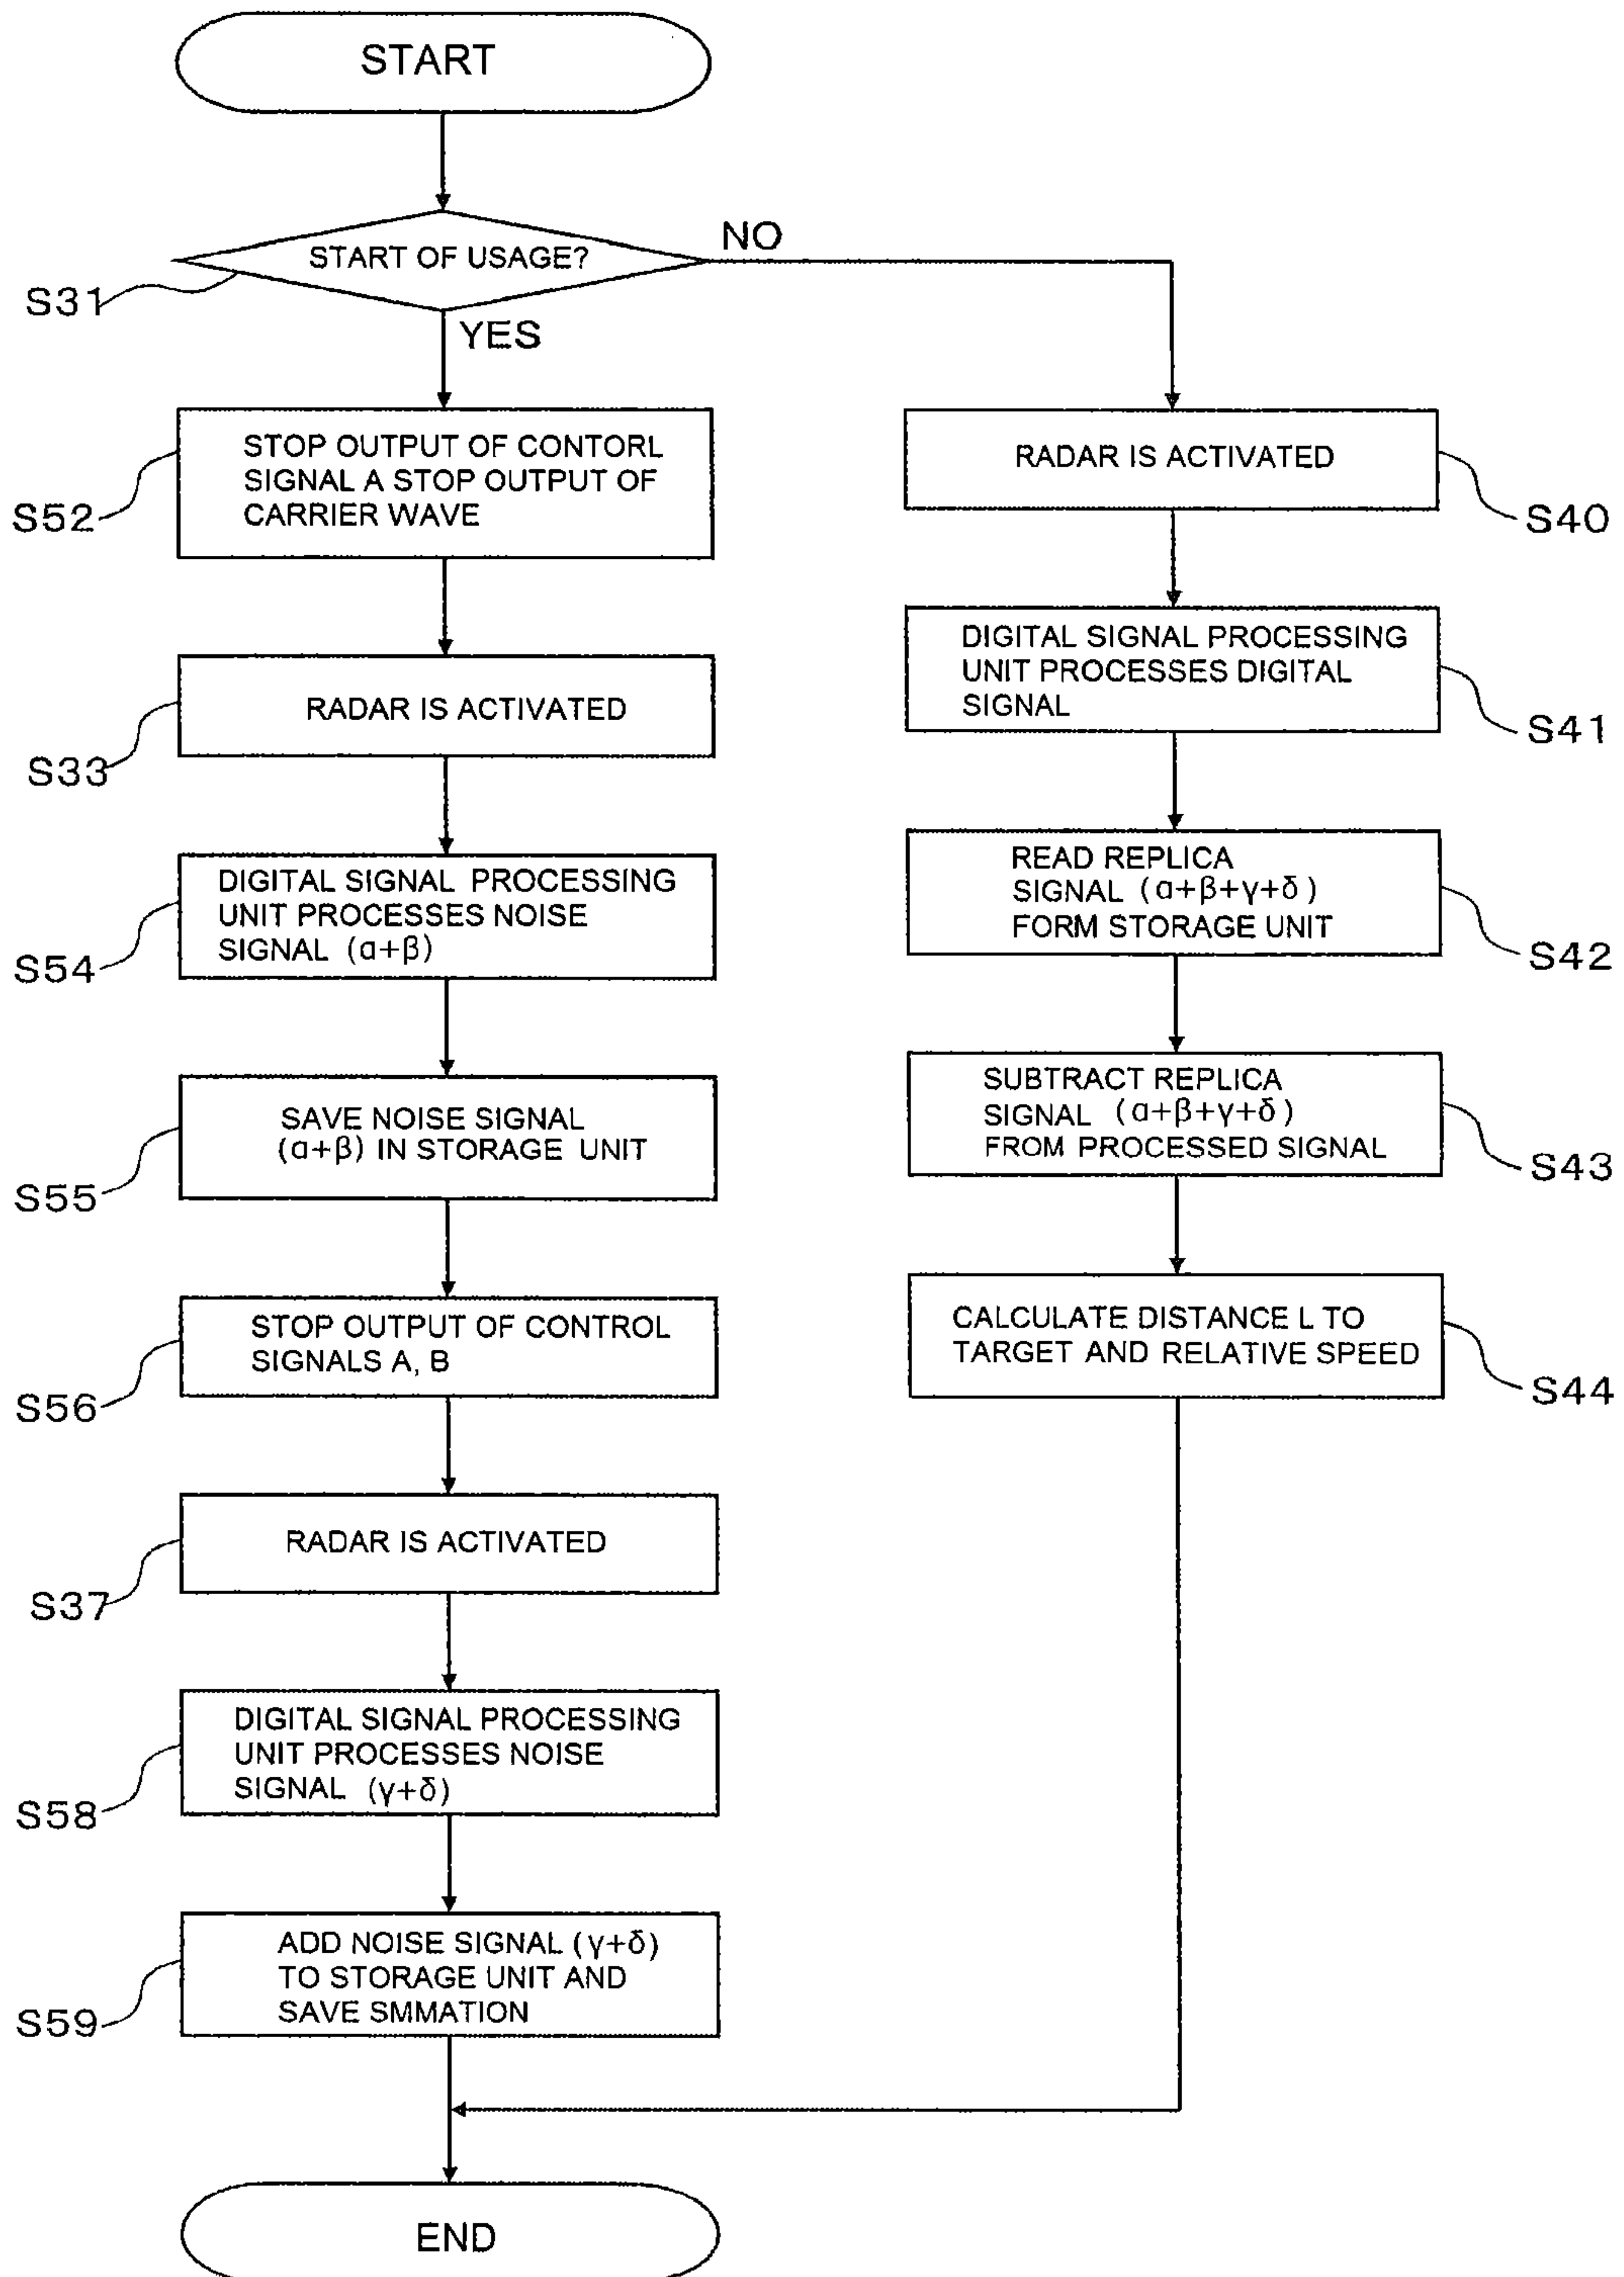 START
START OF USAGE?
NO
S31
YES
STOP OUTPUT OF CONTORL
SIGNAL A STOP OUTPUT OF
CARRIER WAVE
S52
RADAR IS ACTIVATED
S33
DIGITAL SIGNAL PROCESSING
UNIT PROCESSES NOISE
SIGNAL (α+β)
S54
SAVE NOISE SIGNAL
(α+β) IN STORAGE UNIT
S55
STOP OUTPUT OF CONTROL
SIGNALS A, B
S56
RADAR IS ACTIVATED
S37
DIGITAL SIGNAL PROCESSING
UNIT PROCESSES NOISE
SIGNAL (γ+δ)
S58
ADD NOISE SIGNAL (γ+δ)
TO STORAGE UNIT AND
SAVE SMMATION
S59
RADAR IS ACTIVATED
S40
DIGITAL SIGNAL PROCESSING
UNIT PROCESSES DIGITAL
SIGNAL
S41
READ REPLICA
SIGNAL (α+β+γ+δ)
FORM STORAGE UNIT
S42
SUBTRACT REPLICA
SIGNAL (α+β+γ+δ)
FROM PROCESSED SIGNAL
S43
CALCULATE DISTANCE L TO
TARGET AND RELATIVE SPEED
S44
END